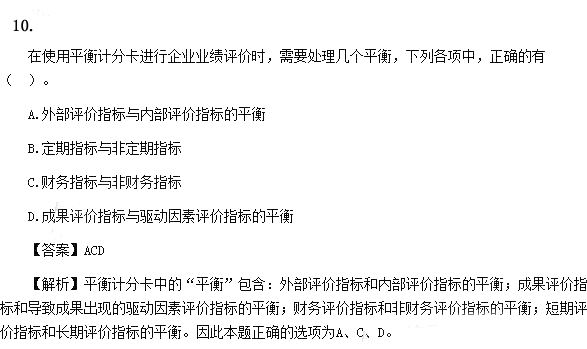 10.
在使用平衡计分卡进行企业业绩评价时，需要处理几个平衡，下列各项中，正确的有
（　）。
A.外部评价指标与内部评价指标的平衡
B.定期指标与非定期指标
C.财务指标与非财务指标
D.成果评价指标与驱动因素评价指标的平衡
【答案】ACD
【解析】平衡计分卡中的“平衡”包含：外部评价指标和内部评价指标的平衡；成果评价指
标和导致成果出现的驱动因素评价指标的平衡；财务评价指标和非财务评价指标的平衡；短期评
价指标和长期评价指标的平衡。因此本题正确的选项为A、C、D。